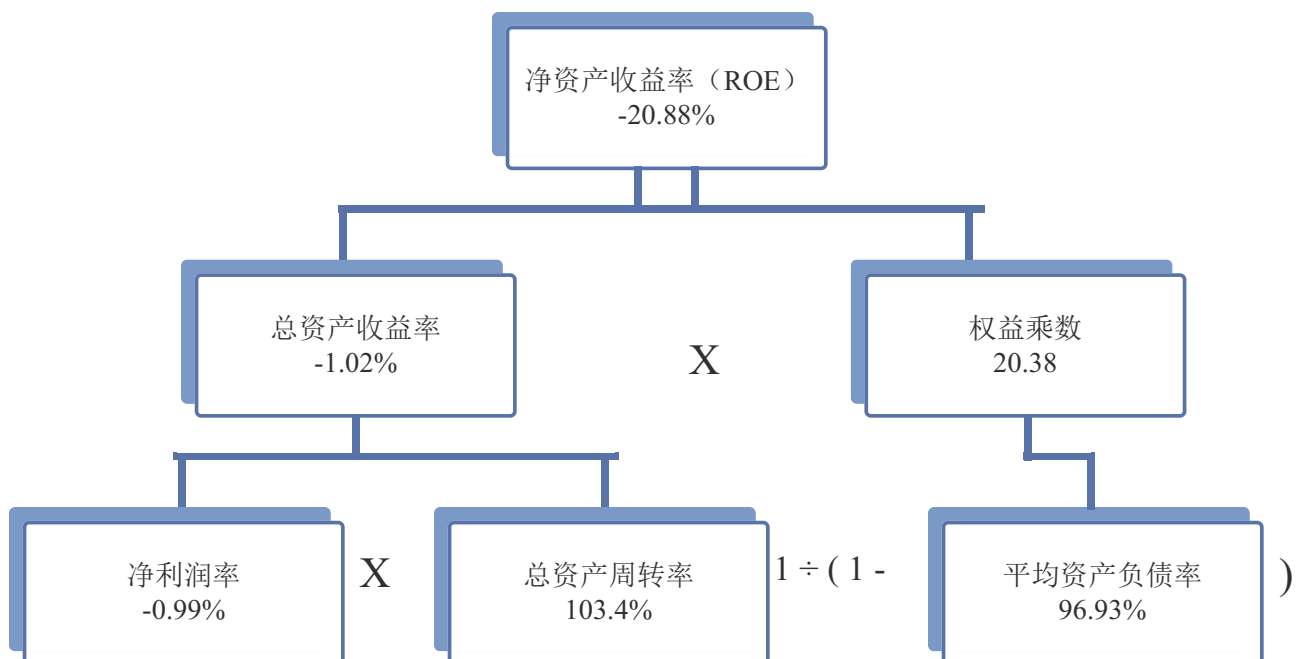 净资产收益率（ROE）
-20.88%
总资产收益率
-1.02%
X
权益乘数
20.38
净利润率
-0.99%
X
总资产周转率
103.4%
1 ÷ ( 1 -
平均资产负债率
96.93%
)